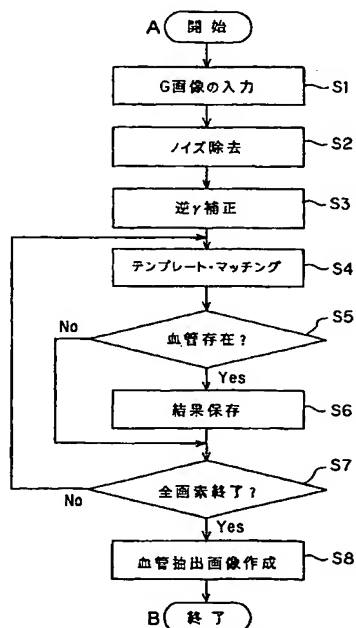 A 開始
G画像の入力 S1
ノイズ除去 S2
逆γ補正 S3
テンプレート・マッチング S4
S5
No 血管存在?
Yes
結果保存 S6
S7
No 全画素終了?
Yes
血管抽出画像作成 S8
B 終了